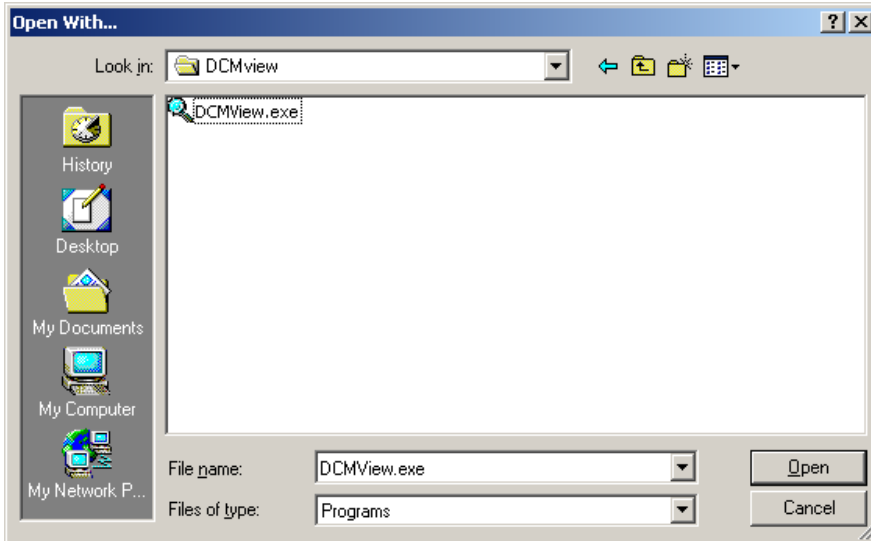 Open With...
Look in: DCMview
DCMView.exe
History
Desktop
My Documents
My Computer
My Network P...
File name: DCMView.exe Open
Files of type: Programs Cancel